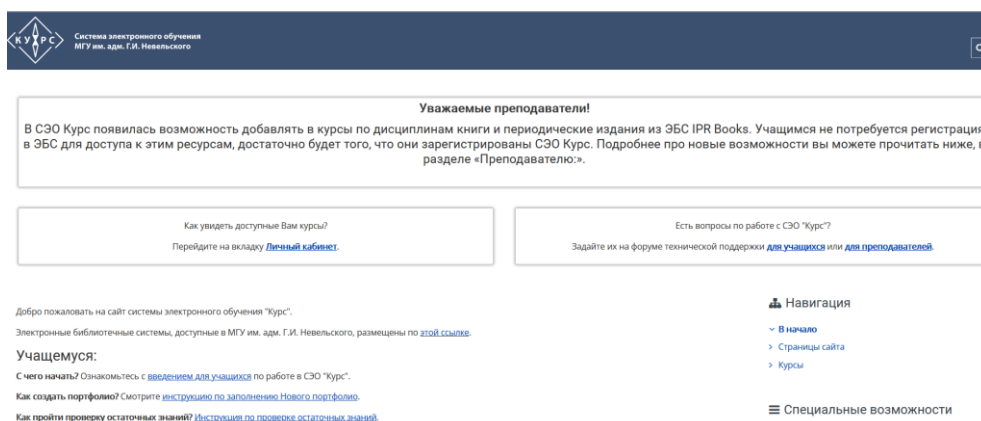 КУРС
Система электронного обучения
МГУ им. адм. Г.И. Невельского
Уважаемые преподаватели!
В СЭО Курс появилась возможность добавлять в курсы по дисциплинам книги и периодические издания из ЭБС IPR Books. Учащимся не потребуется регистрация
в ЭБС для доступа к этим ресурсам, достаточно будет того, что они зарегистрированы СЭО Курс. Подробнее про новые возможности вы можете прочитать ниже, в
разделе «Преподавателю:».
Как увидеть доступные Вам курсы?
Перейдите на вкладку Личный кабинет.
Есть вопросы по работе с СЭО "Курс"?
Задайте их на форуме технической поддержки для учащихся или для преподавателей.
Добро пожаловать на сайт системы электронного обучения "Курс".
Электронные библиотечные системы, доступные в МГУ им. адм. Г.И. Невельского, размещены по этой ссылке.
Учащемуся:
С чего начать? Ознакомьтесь с введением для учащихся по работе в СЭО "Курс".
Как создать портфолио? Смотрите инструкцию по заполнению Нового портфолио.
Как пройти проверку остаточных знаний? Инструкция по проверке остаточных знаний.
Навигация
В начало
Страницы сайта
Курсы
Специальные возможности